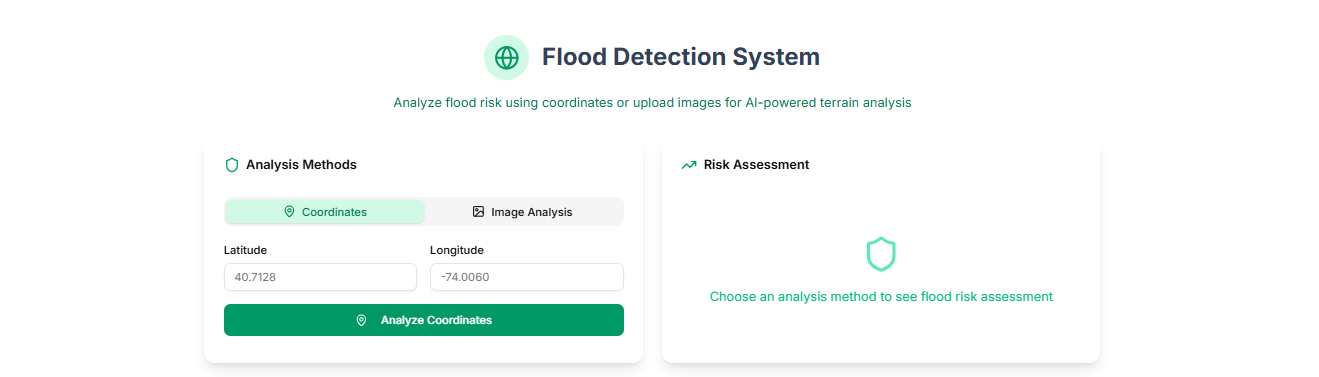 Flood Detection System
Analyze flood risk using coordinates or upload images for AI-powered terrain analysis
Analysis Methods
Coordinates
Image Analysis
Latitude
Longitude
40.7128
-74.0060
Analyze Coordinates
Risk Assessment
Choose an analysis method to see flood risk assessment